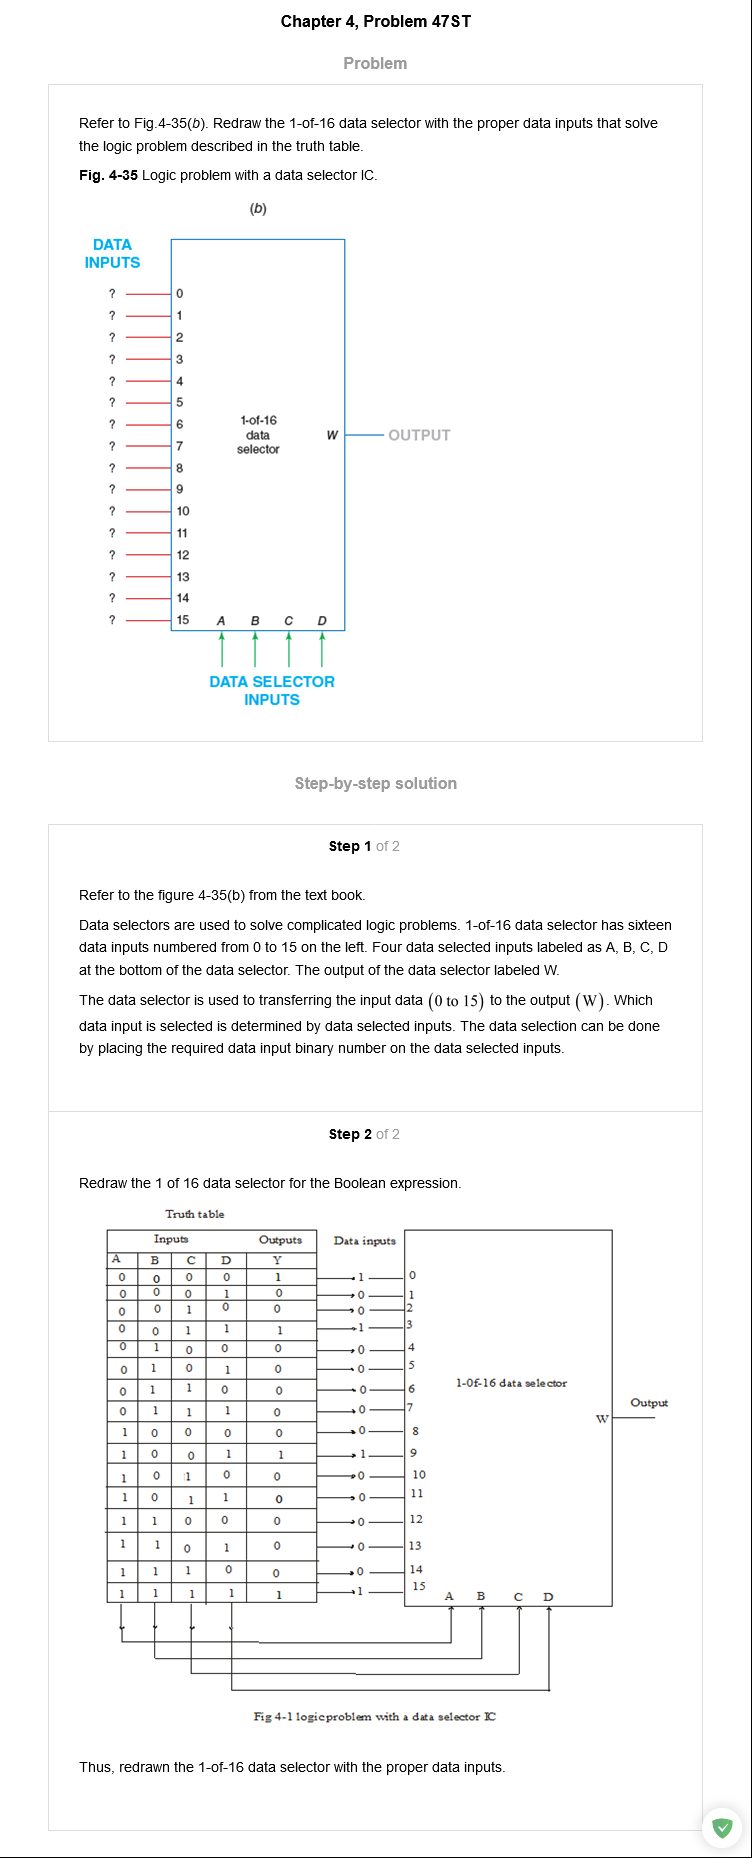 Chapter 4, Problem 47ST
Problem
Refer to Fig.4-35(b). Redraw the 1-of-16 data selector with the proper data inputs that solve
the logic problem described in the truth table.
Fig. 4-35 Logic problem with a data selector IC.
(b)
DATA
INPUTS
? 0
? 1
? 2
? 3
? 4
? 5
? 6
? 7
? 8
? 9
? 10
? 11
? 12
? 13
? 14
? 15
1-of-16
data
selector
W OUTPUT
A B C D
DATA SELECTOR
INPUTS
Step-by-step solution
Step 1 of 2
Refer to the figure 4-35(b) from the text book.
Data selectors are used to solve complicated logic problems. 1-of-16 data selector has sixteen
data inputs numbered from 0 to 15 on the left. Four data selected inputs labeled as A, B, C, D
at the bottom of the data selector. The output of the data selector labeled W.
The data selector is used to transferring the input data (0 to 15) to the output (W). Which
data input is selected is determined by data selected inputs. The data selection can be done
by placing the required data input binary number on the data selected inputs.
Step 2 of 2
Redraw the 1 of 16 data selector for the Boolean expression.
Truth table
Inputs Outputs Data inputs
A B C D Y
0 0 0 0 1 1 0
0 0 0 1 0 0 1
0 0 1 0 0 0 2
0 0 1 1 1 1 3
0 1 0 0 0 0 4
0 1 0 1 0 0 5
0 1 1 0 0 0 6
0 1 1 1 0 0 7
1 0 0 0 0 0 8
1 0 0 1 1 1 9
1 0 1 0 0 0 10
1 0 1 1 0 0 11
1 1 0 0 0 0 12
1 1 0 1 0 0 13
1 1 1 0 0 0 14
1 1 1 1 1 1 15
1-0f-16 data selector
Output
W
A B C D
Fig 4-1 logic problem with a data selector IC
Thus, redrawn the 1-of-16 data selector with the proper data inputs.